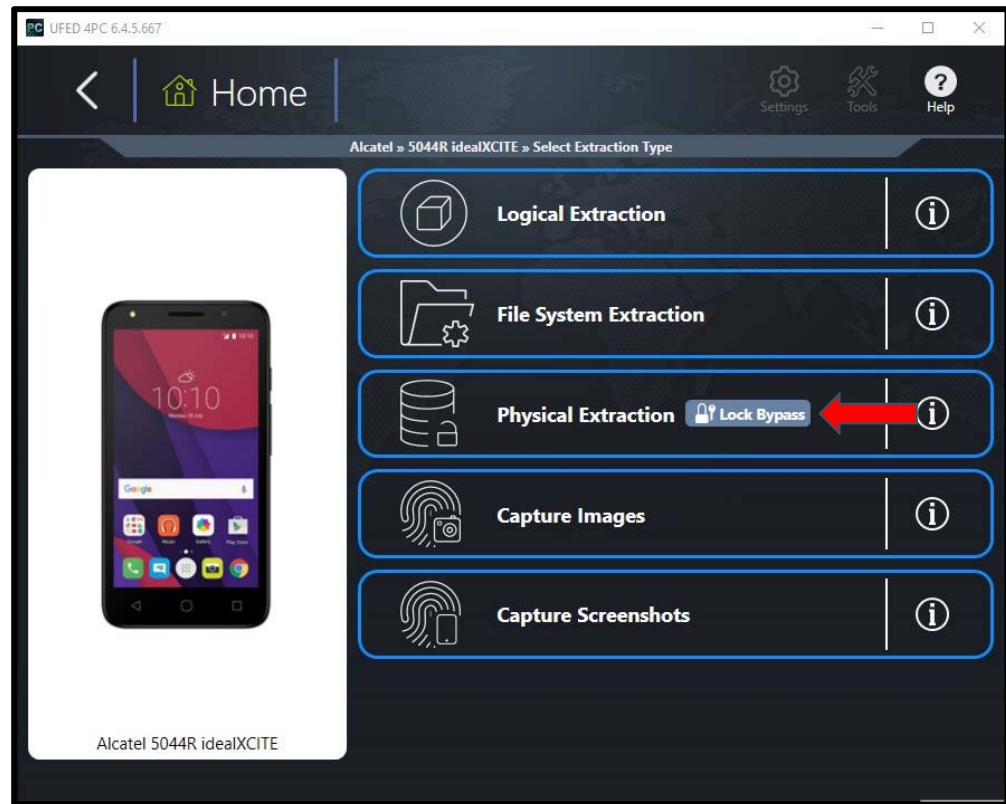 PC UFED 4PC 6.4.5.667
Home
Settings
Tools
? Help
Alcatel » 5044R idealXCITE » Select Extraction Type
Logical Extraction
i
File System Extraction
i
Physical Extraction Lock Bypass
i
Capture Images
i
Capture Screenshots
i
10:10
Google
Alcatel 5044R idealXCITE